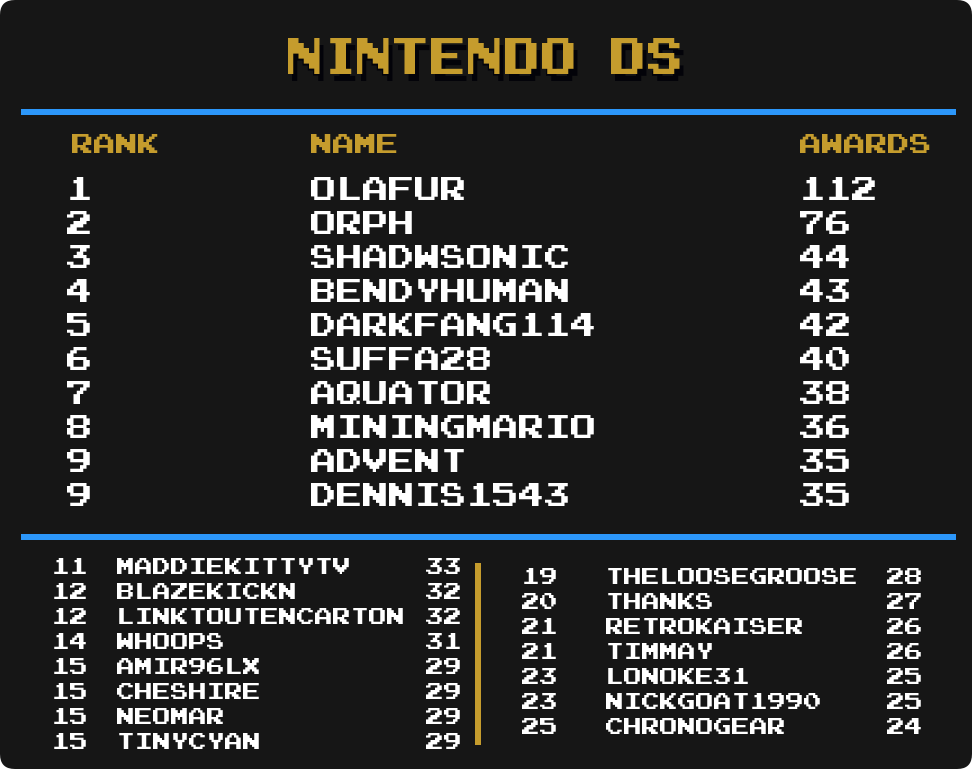 NINTENDO DS
RANK NAME AWARDS
1 OLAFUR 112
2 ORPH 76
3 SHADWSONIC 44
4 BENDYHUMAN 43
5 DARKFANG114 42
6 SUFFA28 40
7 AQUATOR 38
8 MININGMARIO 36
9 ADVENT 35
9 DENNIS1543 35
11 MADDIEKITTYTV 33
12 BLAZEKICKN 32
12 LINKTOUTENCARTON 32
14 WHOOPS 31
15 AMIR96LX 29
15 CHESHIRE 29
15 NEOMAR 29
15 TINYCYAN 29
19 THELOOSEGROOSE 28
20 THANKS 27
21 RETROKAISER 26
21 TIMMAY 26
23 LONOKE31 25
23 NICKGOAT1990 25
25 CHRONOGEAR 24